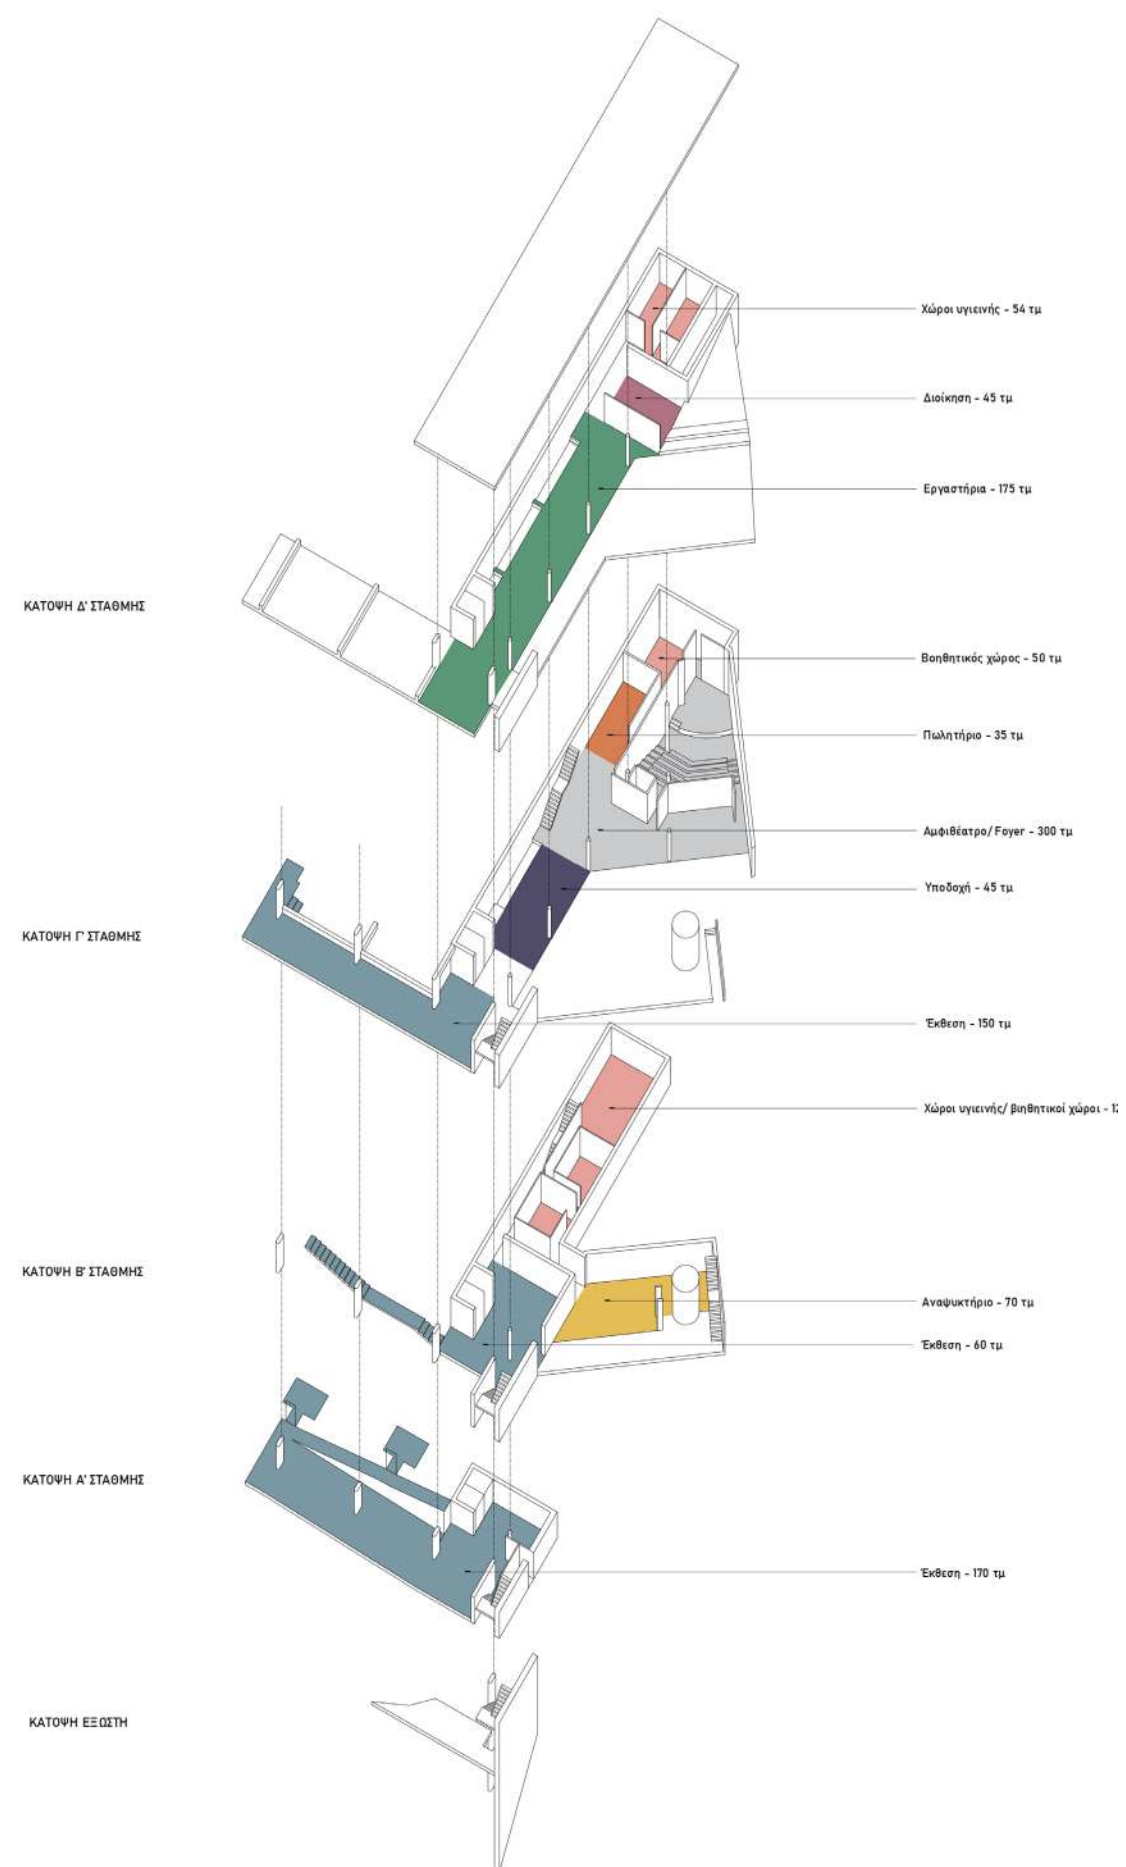 Χώροι υγιεινής - 54 τμ
Διοίκηση - 45 τμ
Εργαστήρια - 175 τμ
ΚΑΤΟΨΗ Δ' ΣΤΑΘΜΗΣ
Βοηθητικός χώρος - 50 τμ
Πωλητήριο - 35 τμ
Αμφιθέατρο/ Foyer - 300 τμ
Υποδοχή - 45 τμ
ΚΑΤΟΨΗ Γ' ΣΤΑΘΜΗΣ
Έκθεση - 150 τμ
Χώροι υγιεινής/ βιηθητικοί χώροι -
ΚΑΤΟΨΗ Β' ΣΤΑΘΜΗΣ
Αναψυκτήριο - 70 τμ
Έκθεση - 60 τμ
ΚΑΤΟΨΗ Α' ΣΤΑΘΜΗΣ
Έκθεση - 170 τμ
ΚΑΤΟΨΗ ΕΞΩΣΤΗ